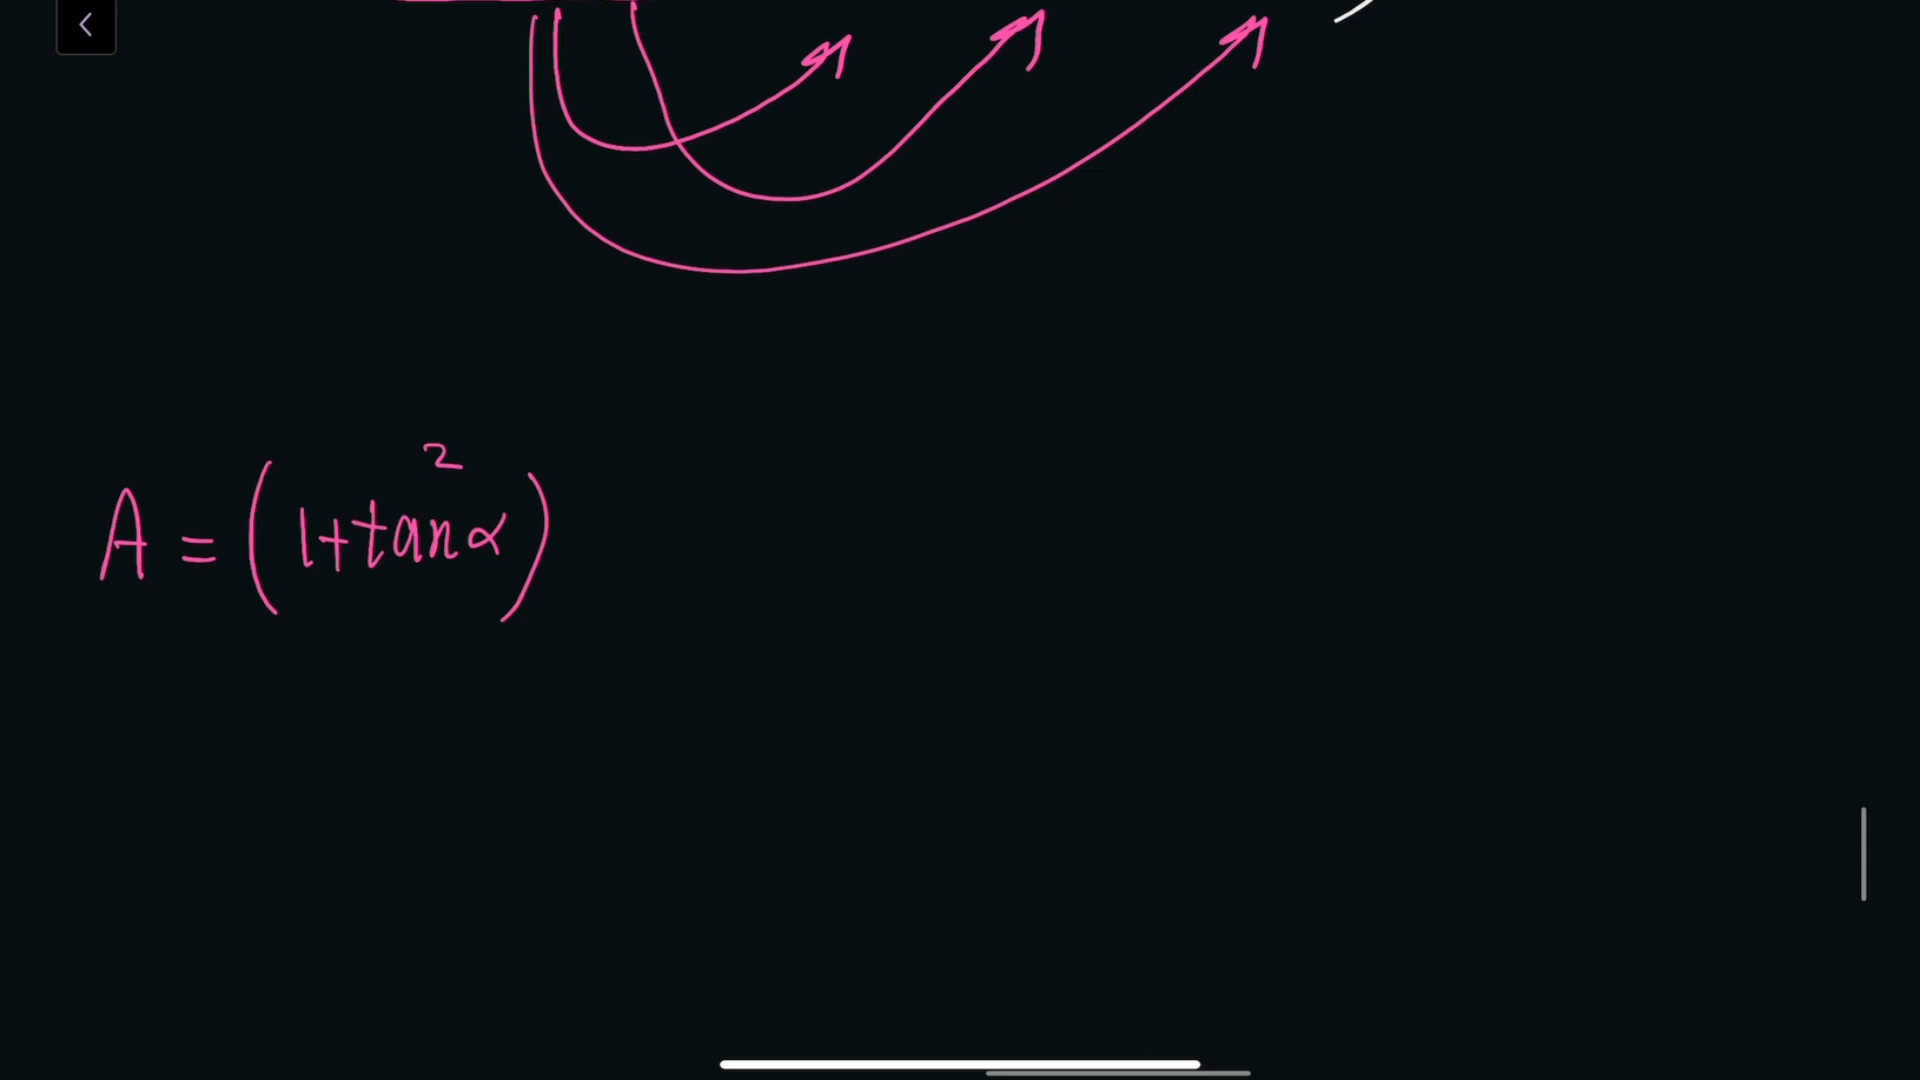 A = (1+tan²α)